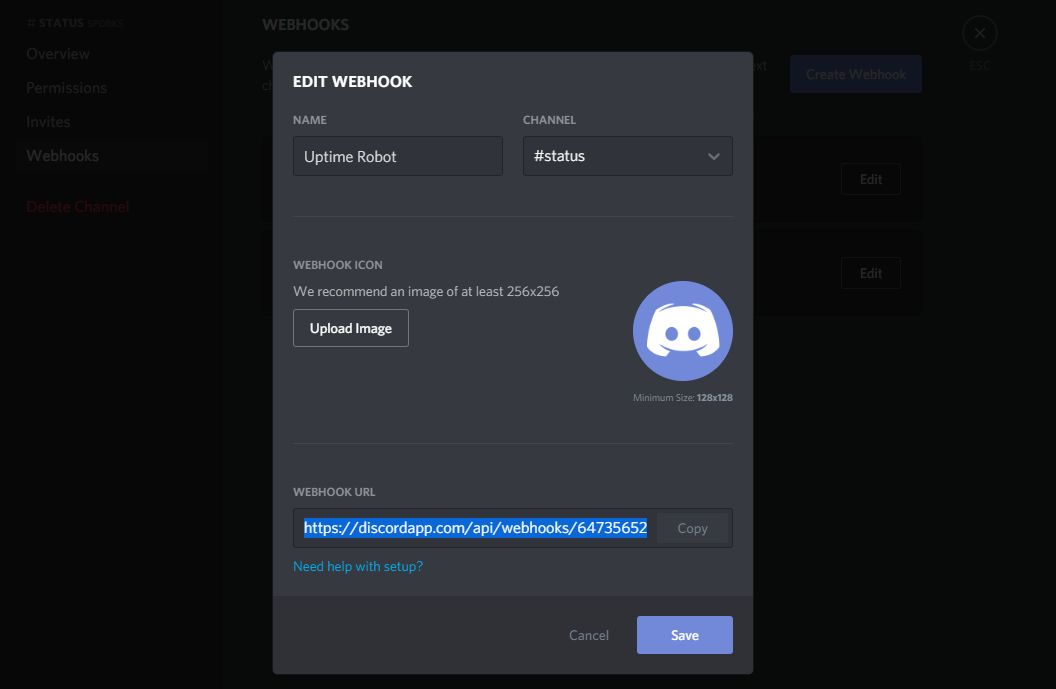 # STATUS SPORKS
Overview
Permissions
Invites
Webhooks
Delete Channel
WEBHOOKS
Create Webhook
ESC
Edit
Edit
EDIT WEBHOOK
NAME
CHANNEL
Uptime Robot
#status
WEBHOOK ICON
We recommend an image of at least 256x256
Upload Image
Minimum Size: 128x128
WEBHOOK URL
https://discordapp.com/api/webhooks/64735652
Copy
Need help with setup?
Cancel
Save